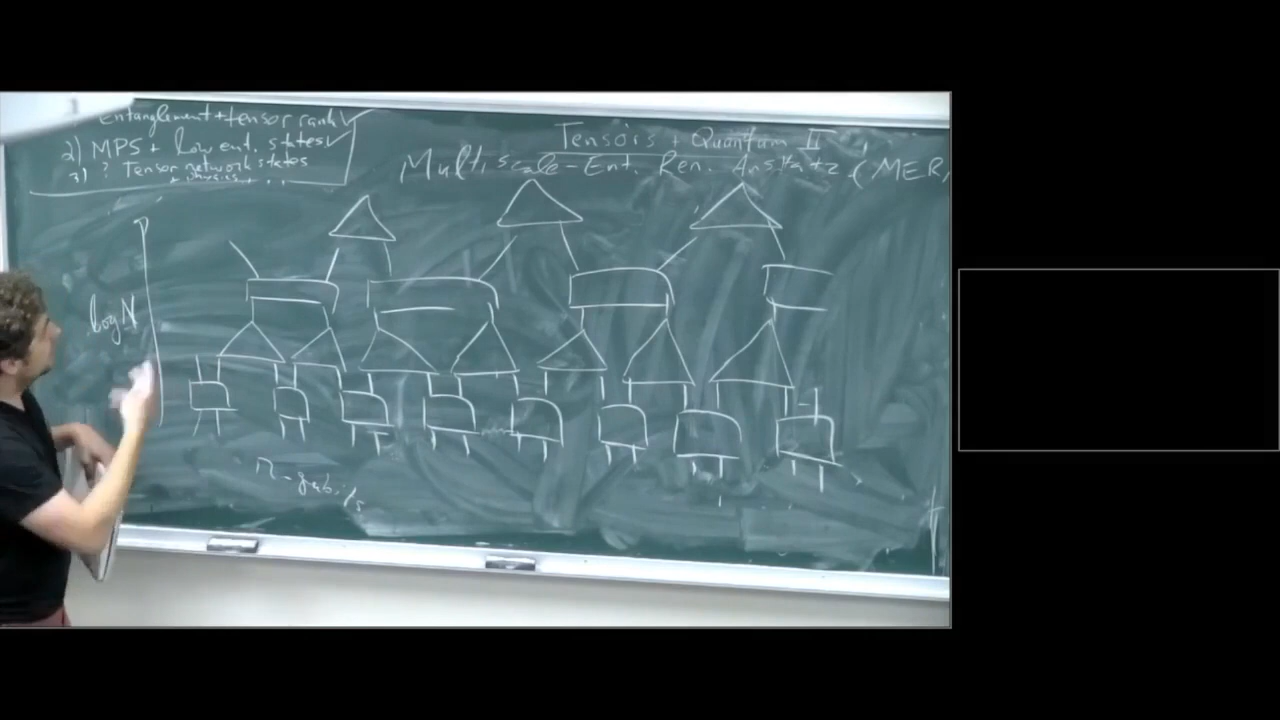 Entanglement + tensor rank ✓
2) MPS + low ent. states ✓
3) ? Tensor network states
+ physics . . .
Tensors + Quantum II
Multiscale-Ent. Ren. Ansatz (MER
log N
n-qubits